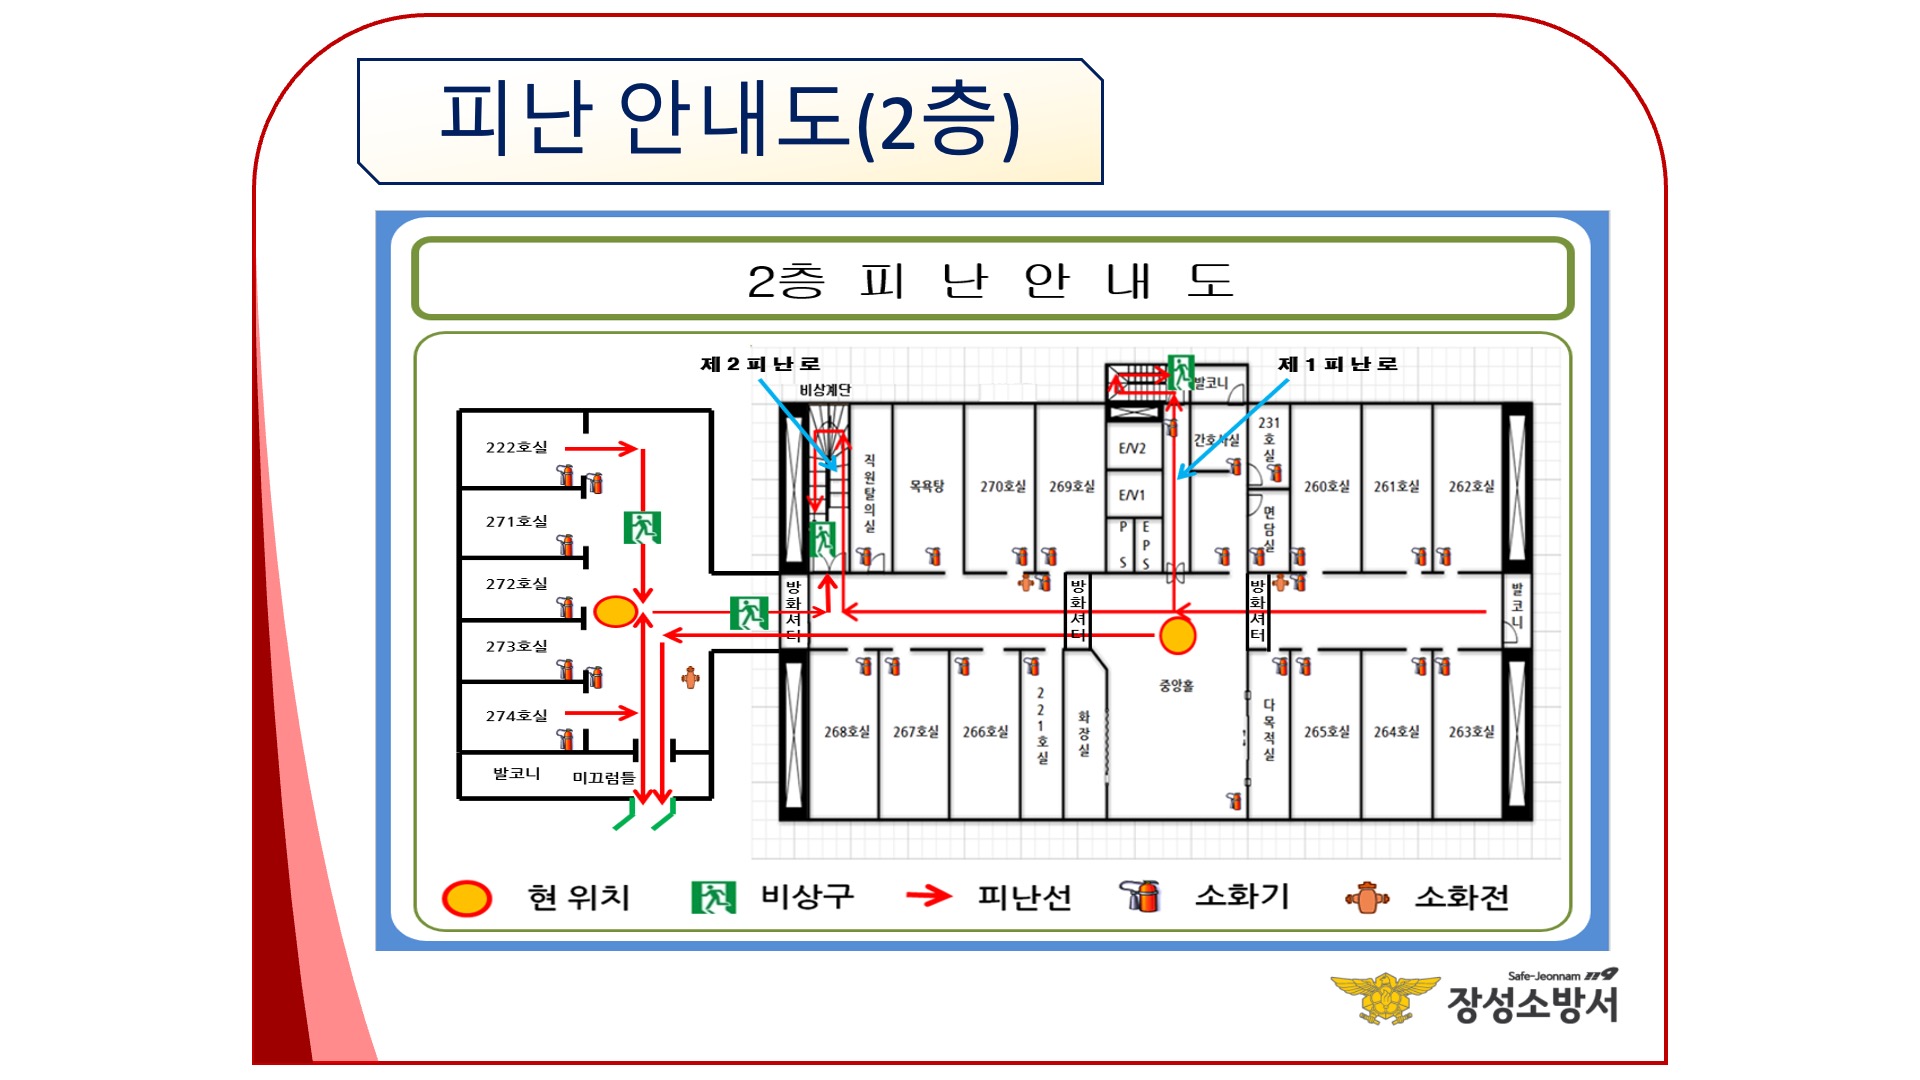 피난 안내도(2층)
2층 피 난 안 내 도
제2피난로
제1피난로
비상계단
발코니
222호실
271호실
272호실
273호실
274호실
발코니
미끄럼틀
직원탈의실
목욕탕
270호실
269호실
E/V2
E/V1
P S
E P S
간호사실
231호실
면담실
260호실
261호실
262호실
방화셔터
방화셔터
방화셔터
발코니
268호실
267호실
266호실
221호실
화장실
중앙홀
다목적실
265호실
264호실
263호실
현 위치
비상구
피난선
소화기
소화전
Safe-Jeonnam 119
장성소방서